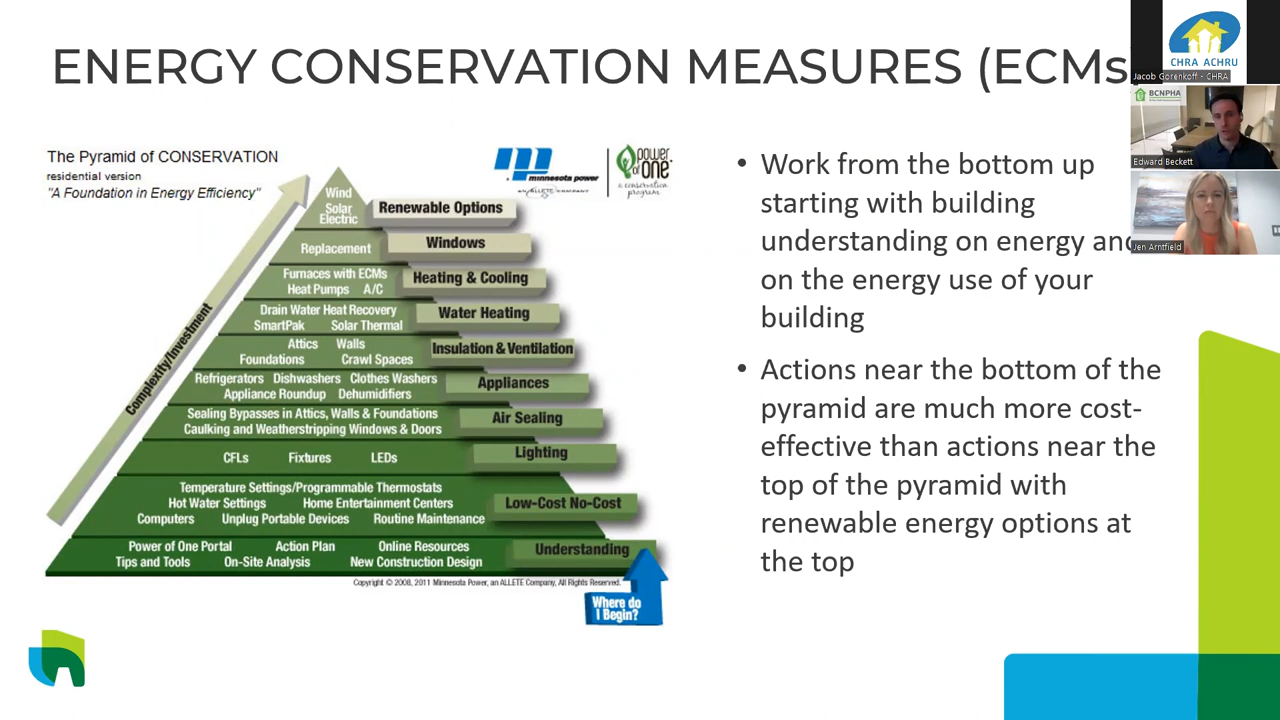 ENERGY CONSERVATION MEASURES (ECMs
CHRA ACHRU
Jacob Gorenkoff - CHRA
BCNPHA
Edward Beckett
Jen Arntfield
The Pyramid of CONSERVATION
residential version
"A Foundation in Energy Efficiency"
minnesota power
AN ALLETE COMPANY
power of one
a conservation
program
Complexity/Investment
Wind
Solar
Electric
Renewable Options
Replacement
Windows
Furnaces with ECMs
Heat Pumps A/C
Heating & Cooling
Drain Water Heat Recovery
SmartPak Solar Thermal
Water Heating
Attics Walls
Foundations Crawl Spaces
Insulation & Ventilation
Refrigerators Dishwashers Clothes Washers
Appliance Roundup Dehumidifiers
Appliances
Sealing Bypasses in Attics, Walls & Foundations
Caulking and Weatherstripping Windows & Doors
Air Sealing
CFLs Fixtures LEDs
Lighting
Temperature Settings/Programmable Thermostats
Hot Water Settings Home Entertainment Centers
Computers Unplug Portable Devices Routine Maintenance
Low-Cost No-Cost
Power of One Portal Action Plan Online Resources
Tips and Tools On-Site Analysis New Construction Design
Understanding
Copyright © 2008, 2011 Minnesota Power, an ALLETE Company, All Rights Reserved.
Where do
I Begin?
• Work from the bottom up
starting with building
understanding on energy and
on the energy use of your
building
• Actions near the bottom of the
pyramid are much more cost-
effective than actions near the
top of the pyramid with
renewable energy options at
the top